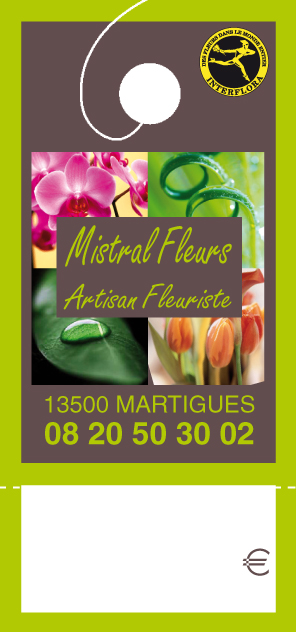 DES FLEURS DANS LE MONDE ENTIER
INTERFLORA
Mistral Fleurs
Artisan Fleuriste
13500 MARTIGUES
08 20 50 30 02
€